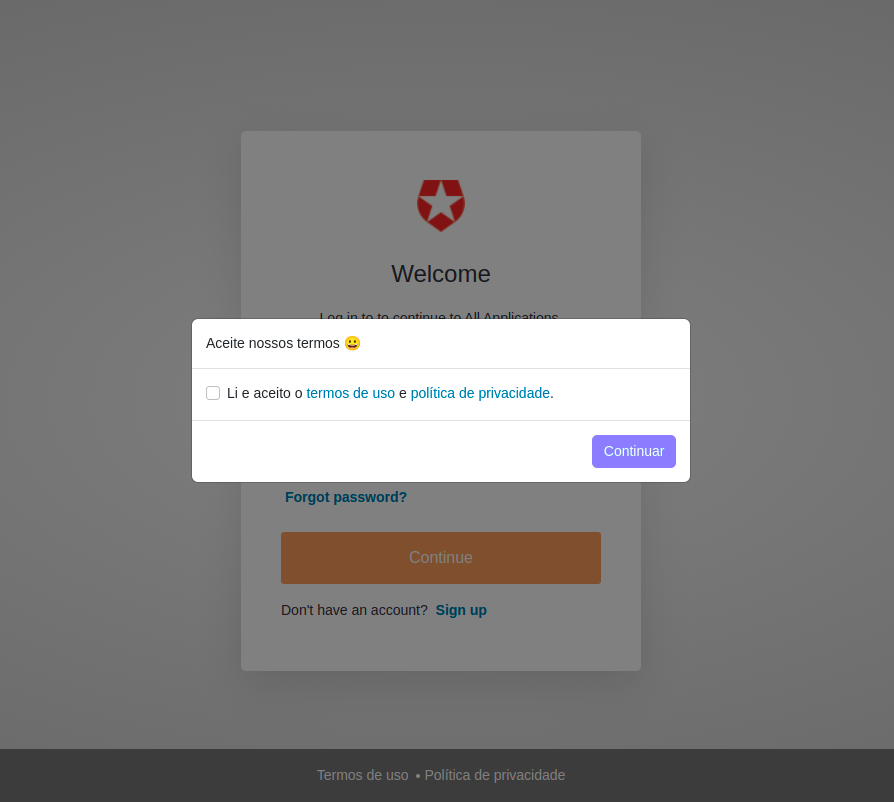 Welcome
Log in to to continue to All Applications.
Aceite nossos termos 😀
Li e aceito o termos de uso e política de privacidade.
Continuar
Forgot password?
Continue
Don't have an account? Sign up
Termos de uso • Política de privacidade